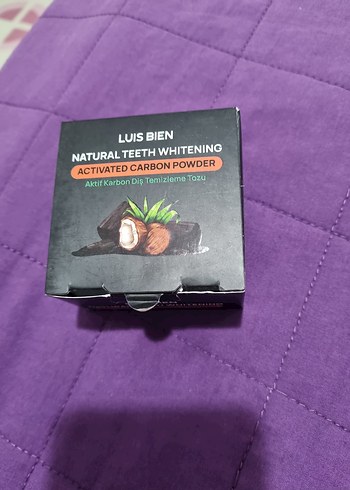 LUIS BIEN
NATURAL TEETH WHITENING
ACTIVATED CARBON POWDER
Aktif Karbon Diş Temizleme Tozu